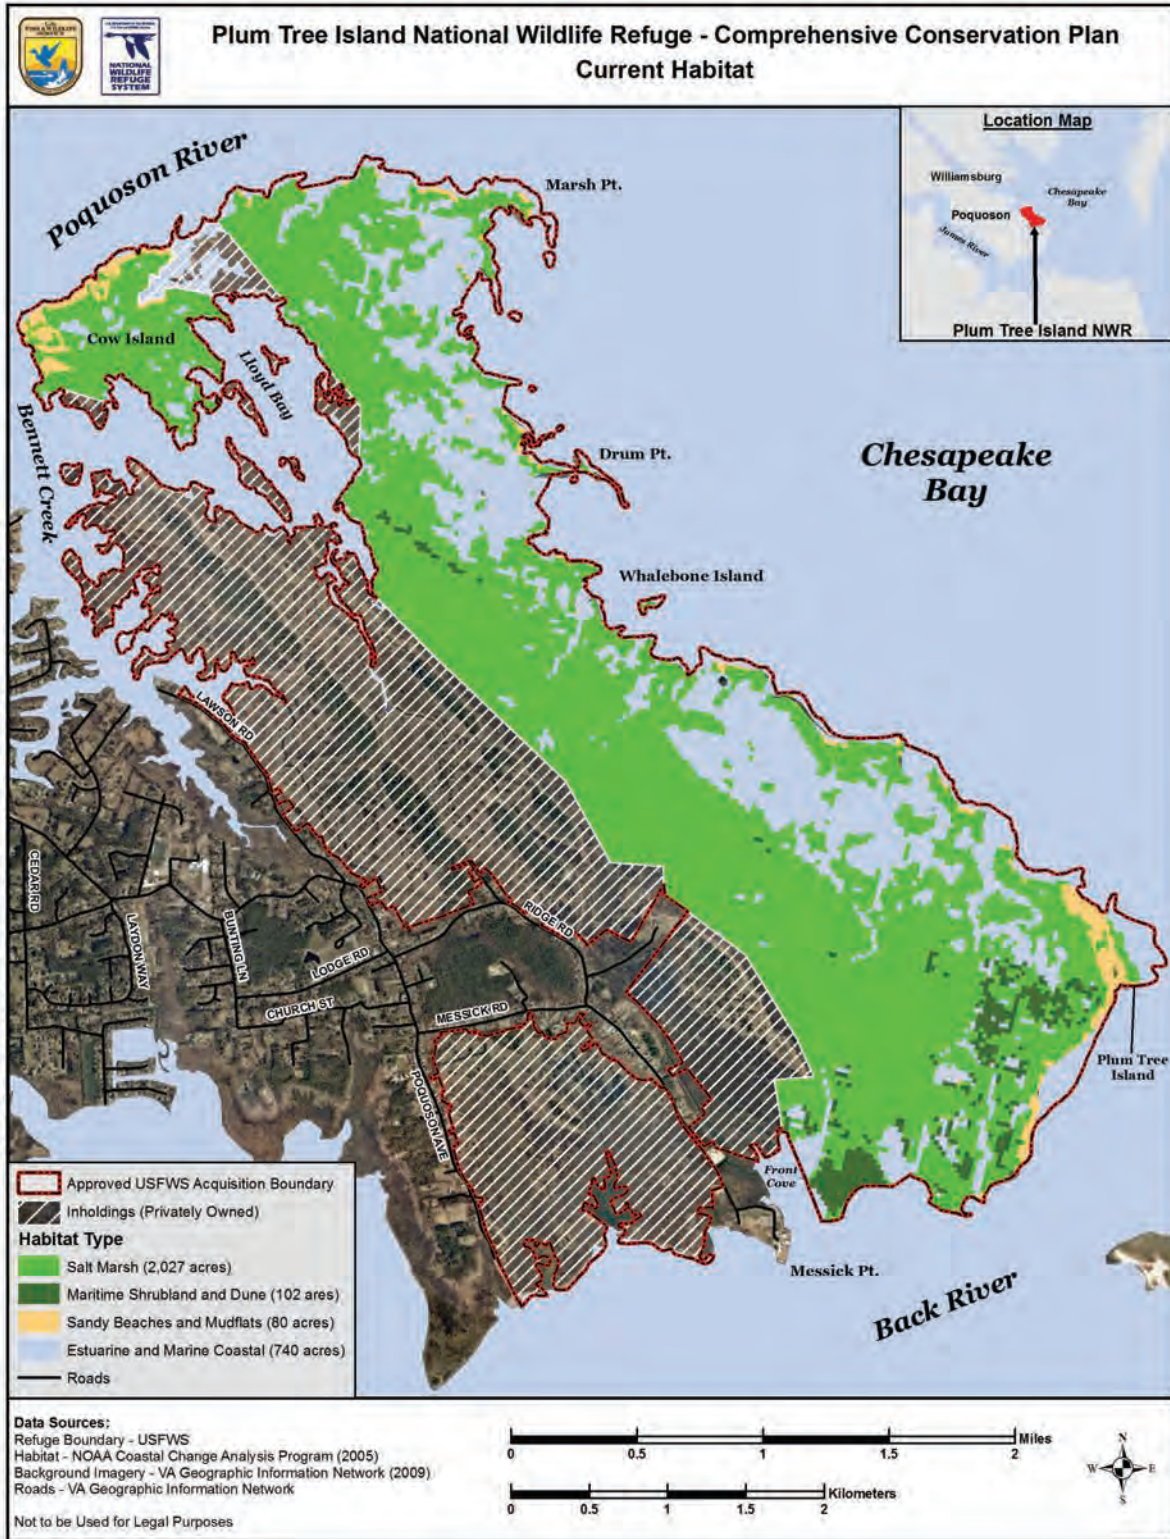 U.S.
FISH & WILDLIFE
SERVICE
NATIONAL
WILDLIFE
REFUGE
SYSTEM
Plum Tree Island National Wildlife Refuge - Comprehensive Conservation Plan
Current Habitat
Location Map
Williamsburg
Chesapeake
Bay
Poquoson
James River
Plum Tree Island NWR
Poquoson River
Marsh Pt.
Cow Island
Lloyd Bay
Bennett Creek
Drum Pt.
Chesapeake
Bay
Whalebone Island
LAWSON RD
CEDAR RD
LAYDON WAY
BUNTING LN
LODGE RD
RIDGE RD
CHURCH ST
MESSICK RD
POQUOSON AVE
Plum Tree
Island
Front
Cove
Messick Pt.
Back River
Approved USFWS Acquisition Boundary
Inholdings (Privately Owned)
Habitat Type
Salt Marsh (2,027 acres)
Maritime Shrubland and Dune (102 ares)
Sandy Beaches and Mudflats (80 acres)
Estuarine and Marine Coastal (740 acres)
Roads
Data Sources:
Refuge Boundary - USFWS
Habitat - NOAA Coastal Change Analysis Program (2005)
Background Imagery - VA Geographic Information Network (2009)
Roads - VA Geographic Information Network
Not to be Used for Legal Purposes
Miles
0 0.5 1 1.5 2
Kilometers
0 0.5 1 1.5 2
N
W E
S